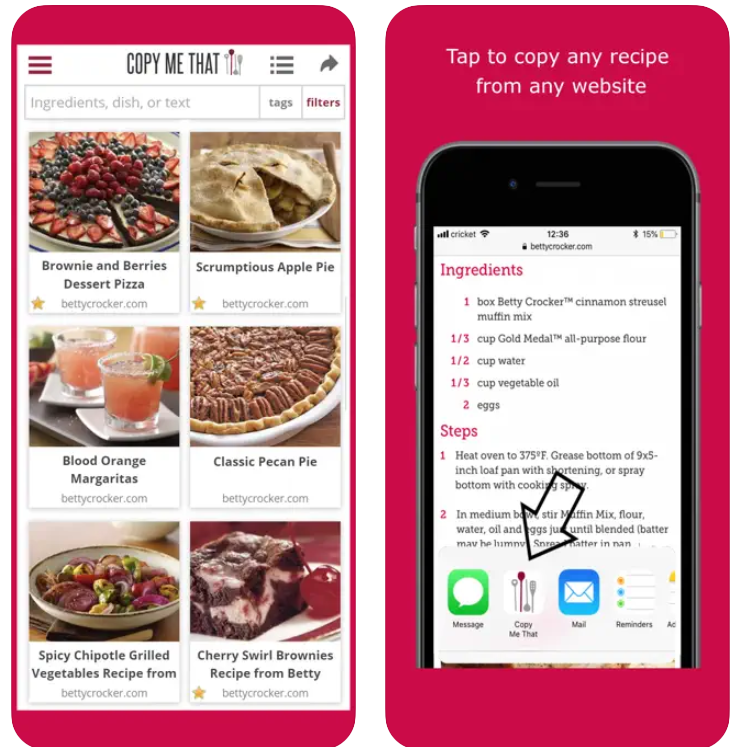 COPY ME THAT
Ingredients, dish, or text
tags
filters
Brownie and Berries
Dessert Pizza
bettycrocker.com
Scrumptious Apple Pie
bettycrocker.com
Blood Orange
Margaritas
bettycrocker.com
Classic Pecan Pie
bettycrocker.com
Spicy Chipotle Grilled
Vegetables Recipe from
bettycrocker.com
Cherry Swirl Brownies
Recipe from Betty
bettycrocker.com
Tap to copy any recipe
from any website
cricket 12:36 15%
bettycrocker.com
Ingredients
1 box Betty Crocker™ cinnamon streusel
muffin mix
1/3 cup Gold Medal™ all-purpose flour
1/2 cup water
1/3 cup vegetable oil
2 eggs
Steps
1 Heat oven to 375ºF. Grease bottom of 9x5-
inch loaf pan with shortening, or spray
bottom with cooking spray.
2 In medium bowl, stir Muffin Mix, flour,
water, oil and eggs just until blended (batter
may be lumpy). Spread batter in pan.
Message
Copy
Me That
Mail
Reminders